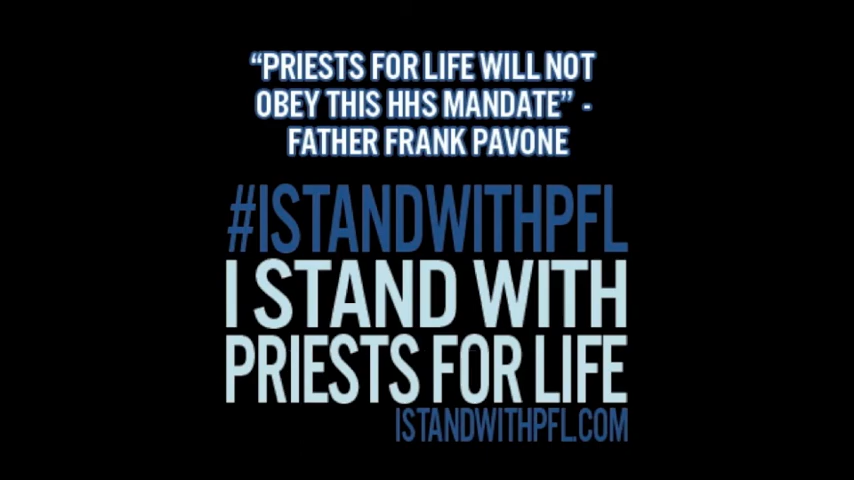 “PRIESTS FOR LIFE WILL NOT
OBEY THIS HHS MANDATE” -
FATHER FRANK PAVONE
#ISTANDWITHPFL
I STAND WITH
PRIESTS FOR LIFE
ISTANDWITHPFL.COM